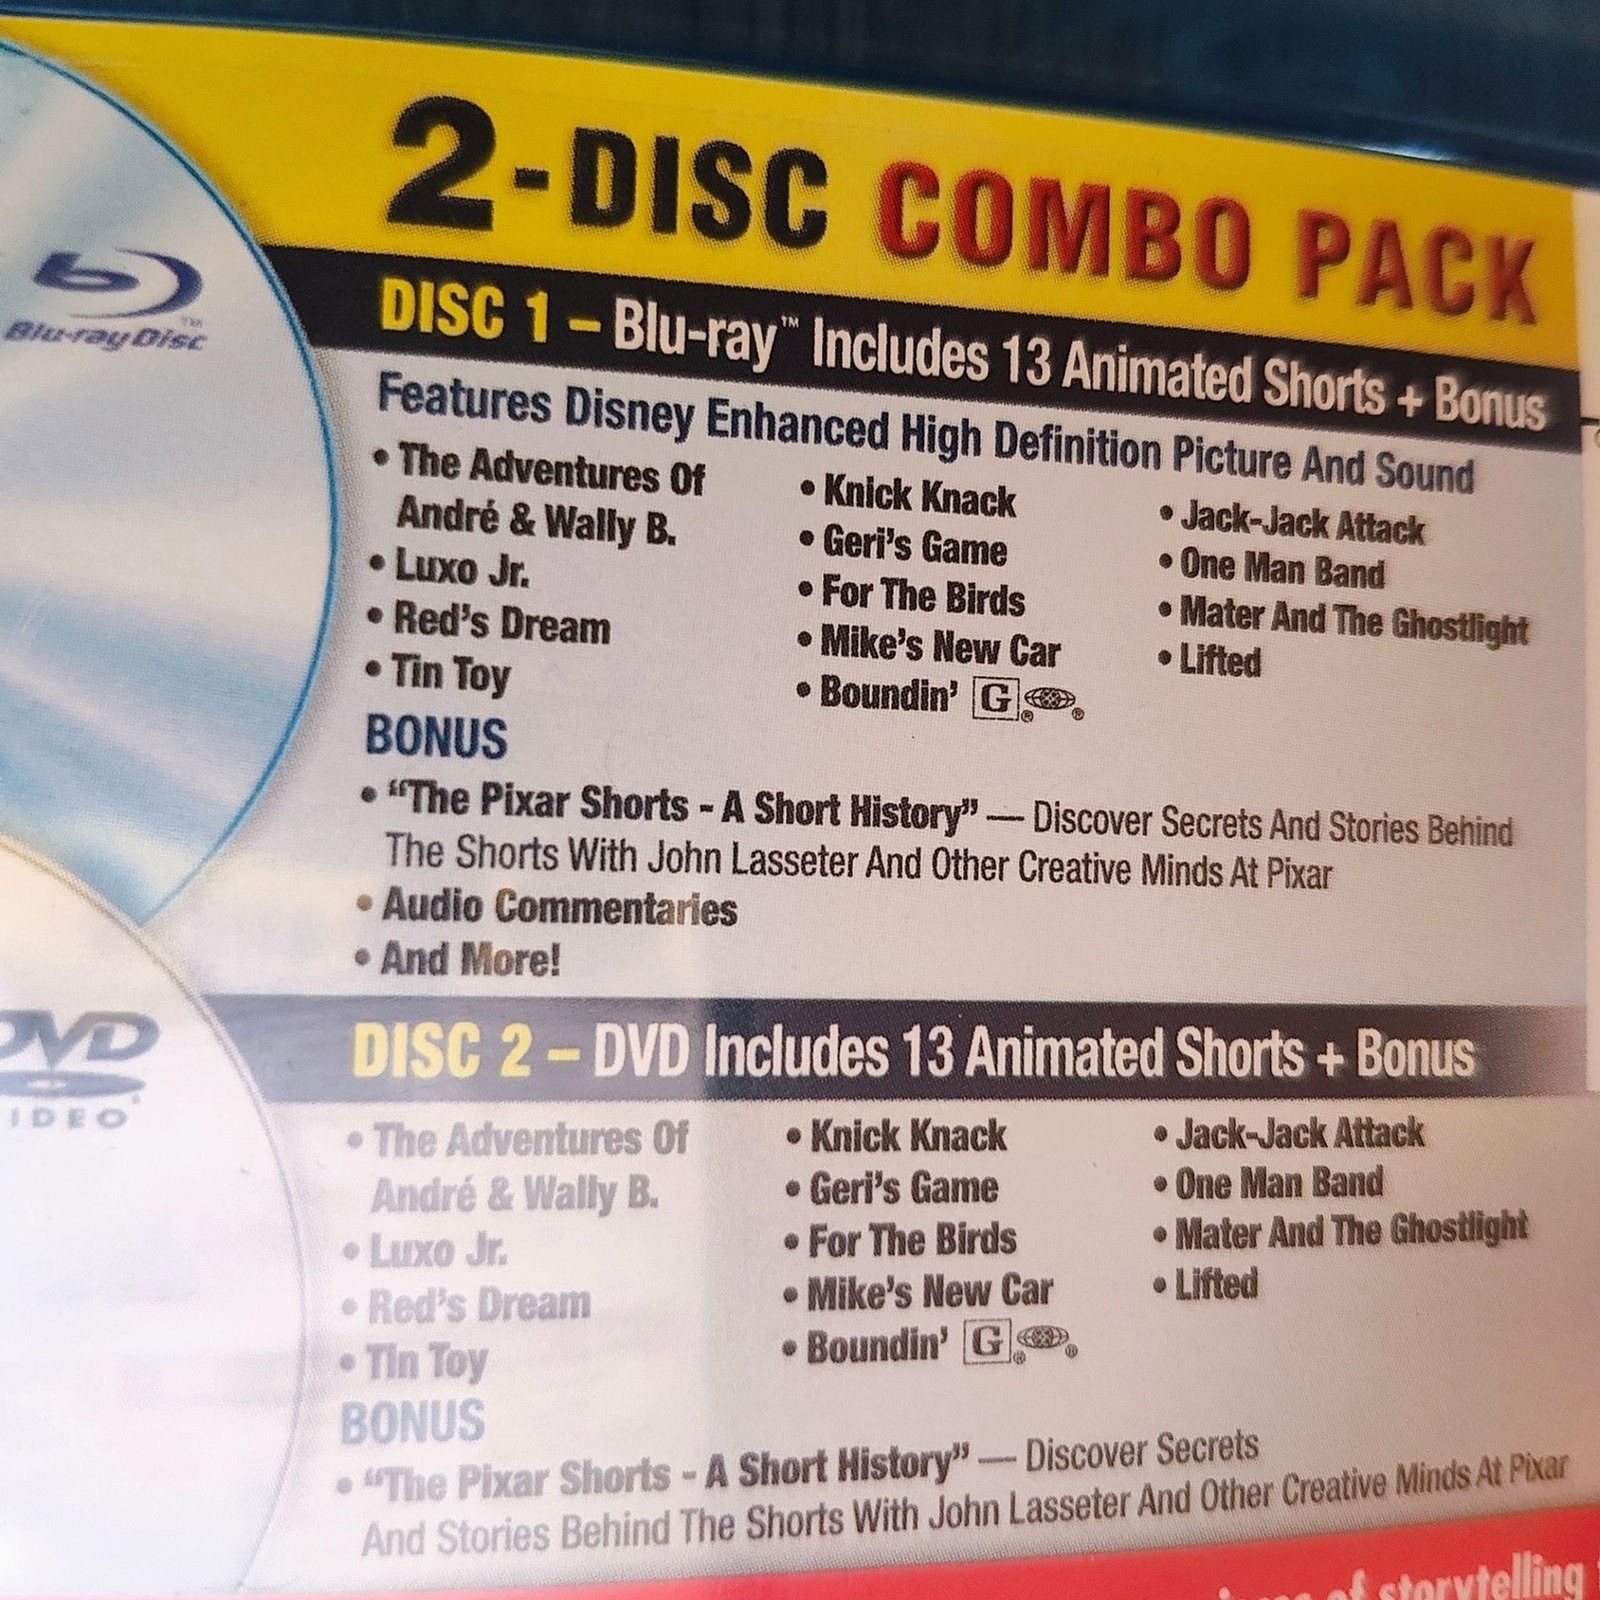 2-DISC COMBO PACK
Blu-ray Disc™
DISC 1 – Blu-ray™ Includes 13 Animated Shorts + Bonus
Features Disney Enhanced High Definition Picture And Sound
• The Adventures Of
André & Wally B.
• Luxo Jr.
• Red's Dream
• Tin Toy
• Knick Knack
• Geri's Game
• For The Birds
• Mike's New Car
• Boundin' G ® ®
• Jack-Jack Attack
• One Man Band
• Mater And The Ghostlight
• Lifted
BONUS
• “The Pixar Shorts - A Short History” — Discover Secrets And Stories Behind
The Shorts With John Lasseter And Other Creative Minds At Pixar
• Audio Commentaries
• And More!
DVD
IDEO
DISC 2 – DVD Includes 13 Animated Shorts + Bonus
• The Adventures Of
André & Wally B.
• Luxo Jr.
• Red's Dream
• Tin Toy
• Knick Knack
• Geri's Game
• For The Birds
• Mike's New Car
• Boundin' G ® ®
• Jack-Jack Attack
• One Man Band
• Mater And The Ghostlight
• Lifted
BONUS
• “The Pixar Shorts - A Short History” — Discover Secrets
And Stories Behind The Shorts With John Lasseter And Other Creative Minds At Pixar
of storytelling